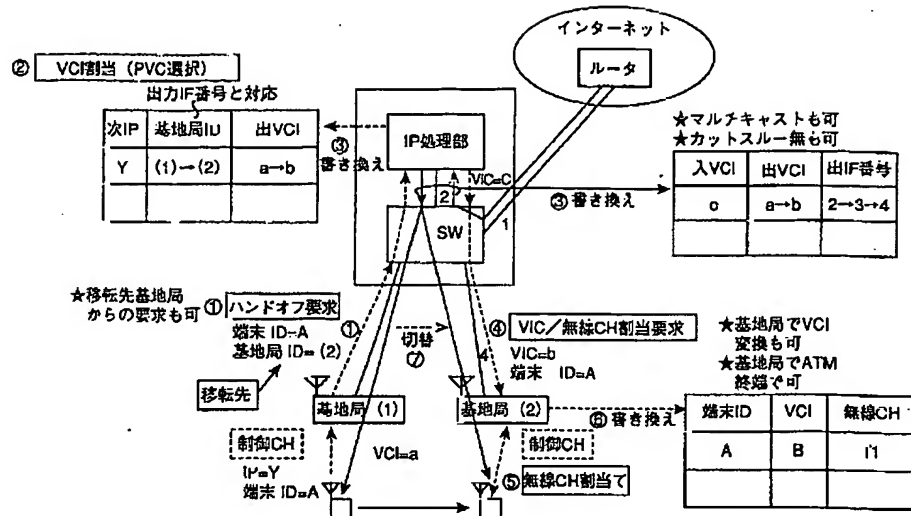 インターネット
ルータ
② VCI割当（PVC選択）
出力IF番号と対応
次IP 基地局ID 出VCI
Y (1)→(2) a→b
③
書き換え
IP処理部
VIC=C
2
SW
1
③書き換え
★マルチキャストも可
★カットスルー無も可
入VCI 出VCI 出IF番号
c a→b 2→3→4
★移転先基地局
からの要求も可
① ハンドオフ要求
端末 ID=A
基地局 ID=(2)
①
切替
⑦
4
④ VIC／無線CH割当要求
VIC=b
端末 ID=A
★基地局でVCI
変換も可
★基地局でATM
終端で可
移転先
基地局 (1)
基地局 (2)
⑥書き換え
端末ID VCI 無線CH
A B
制御CH
IP=Y
端末 ID=A
VCI=a
制御CH
⑤ 無線CH割当て